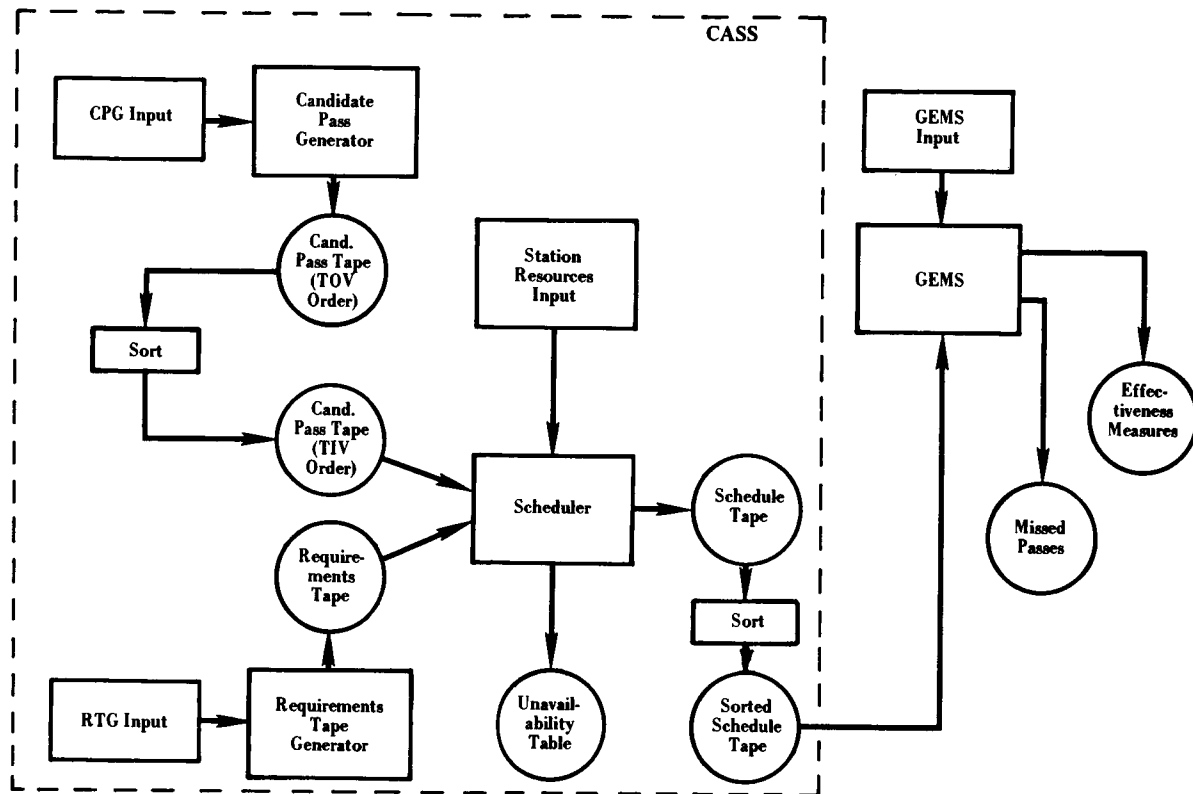 CASS
CPG Input
Candidate
Pass
Generator
GEMS
Input
Cand.
Pass Tape
(TOV
Order)
Station
Resources
Input
GEMS
Sort
Effec-
tiveness
Measures
Cand.
Pass Tape
(TIV
Order)
Scheduler
Schedule
Tape
Missed
Passes
Require-
ments
Tape
Sort
RTG Input
Requirements
Tape
Generator
Unavail-
ability
Table
Sorted
Schedule
Tape